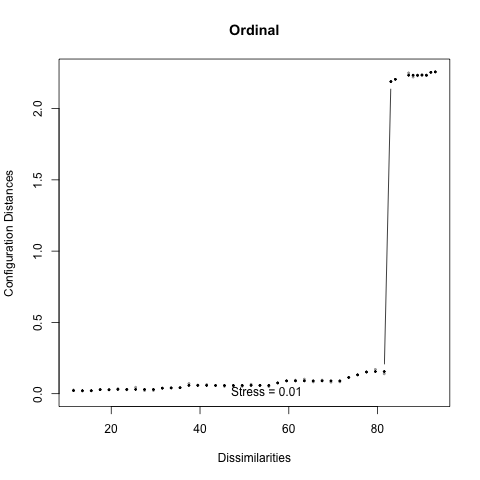 Ordinal
Configuration Distances
2.0
1.5
1.0
0.5
0.0
Stress = 0.01
20 40 60 80
Dissimilarities